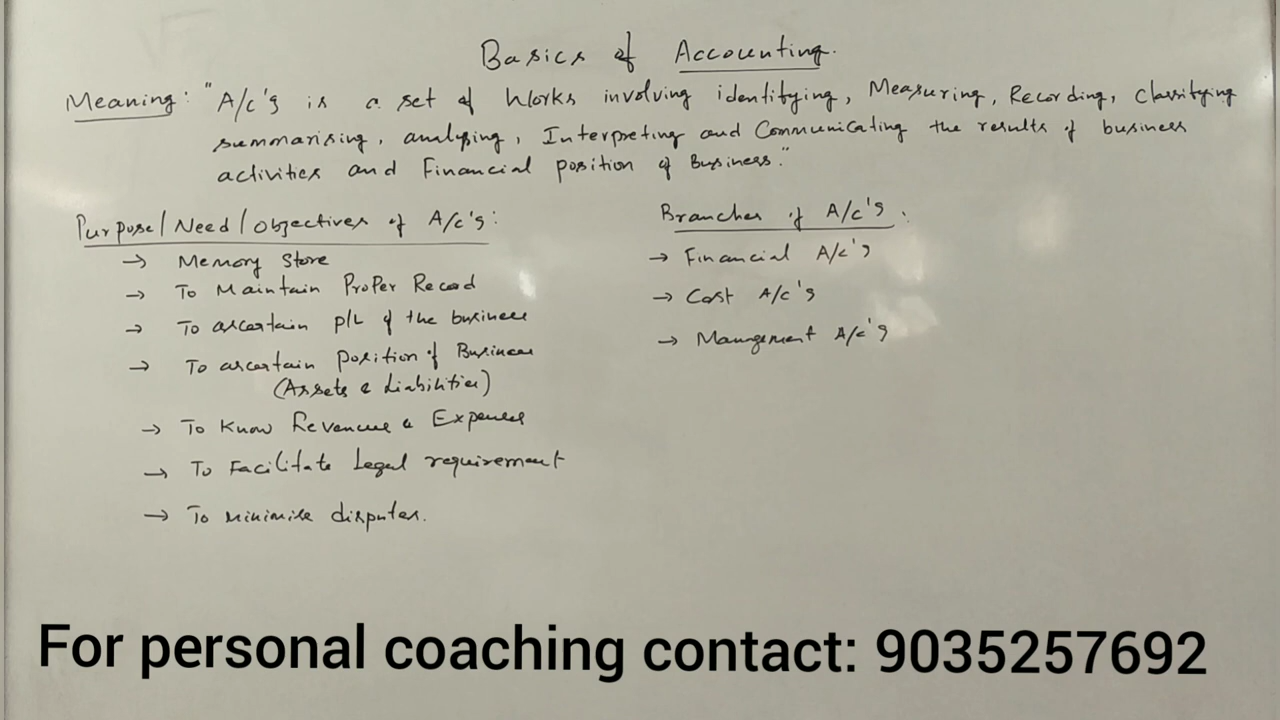 Basics of Accounting.
Meaning: "A/c'g is a set of Works involving identifying, Measuring, Recording, classifying
summarising, analysing, Interpreting and Communicating the results of business
activities and Financial position of Business."
Purpose/Need/objectives of A/c'g:
→ Memory Store
→ To Maintain Proper Record
→ To ascertain P/L of the business
→ To ascertain Position of Business
(Assets & Liabilities)
→ To Know Revenue & Expenses
→ To Facilitate Legal requirement
→ To minimise disputes.
Branches of A/c'g.
→ Financial A/c'g
→ Cost A/c'g
→ Management A/c'g
For personal coaching contact: 9035257692